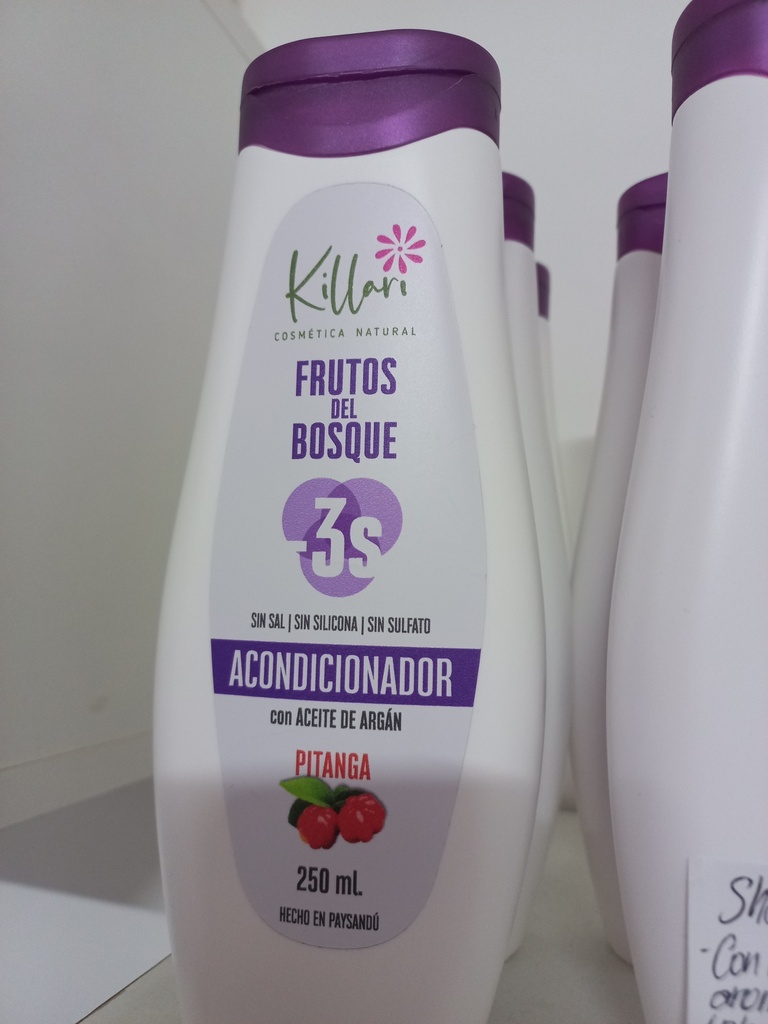 Killari
COSMÉTICA NATURAL
FRUTOS
DEL
BOSQUE
-3s
SIN SAL | SIN SILICONA | SIN SULFATO
ACONDICIONADOR
con ACEITE DE ARGÁN
PITANGA
250 ml.
HECHO EN PAYSANDÚ
-Con